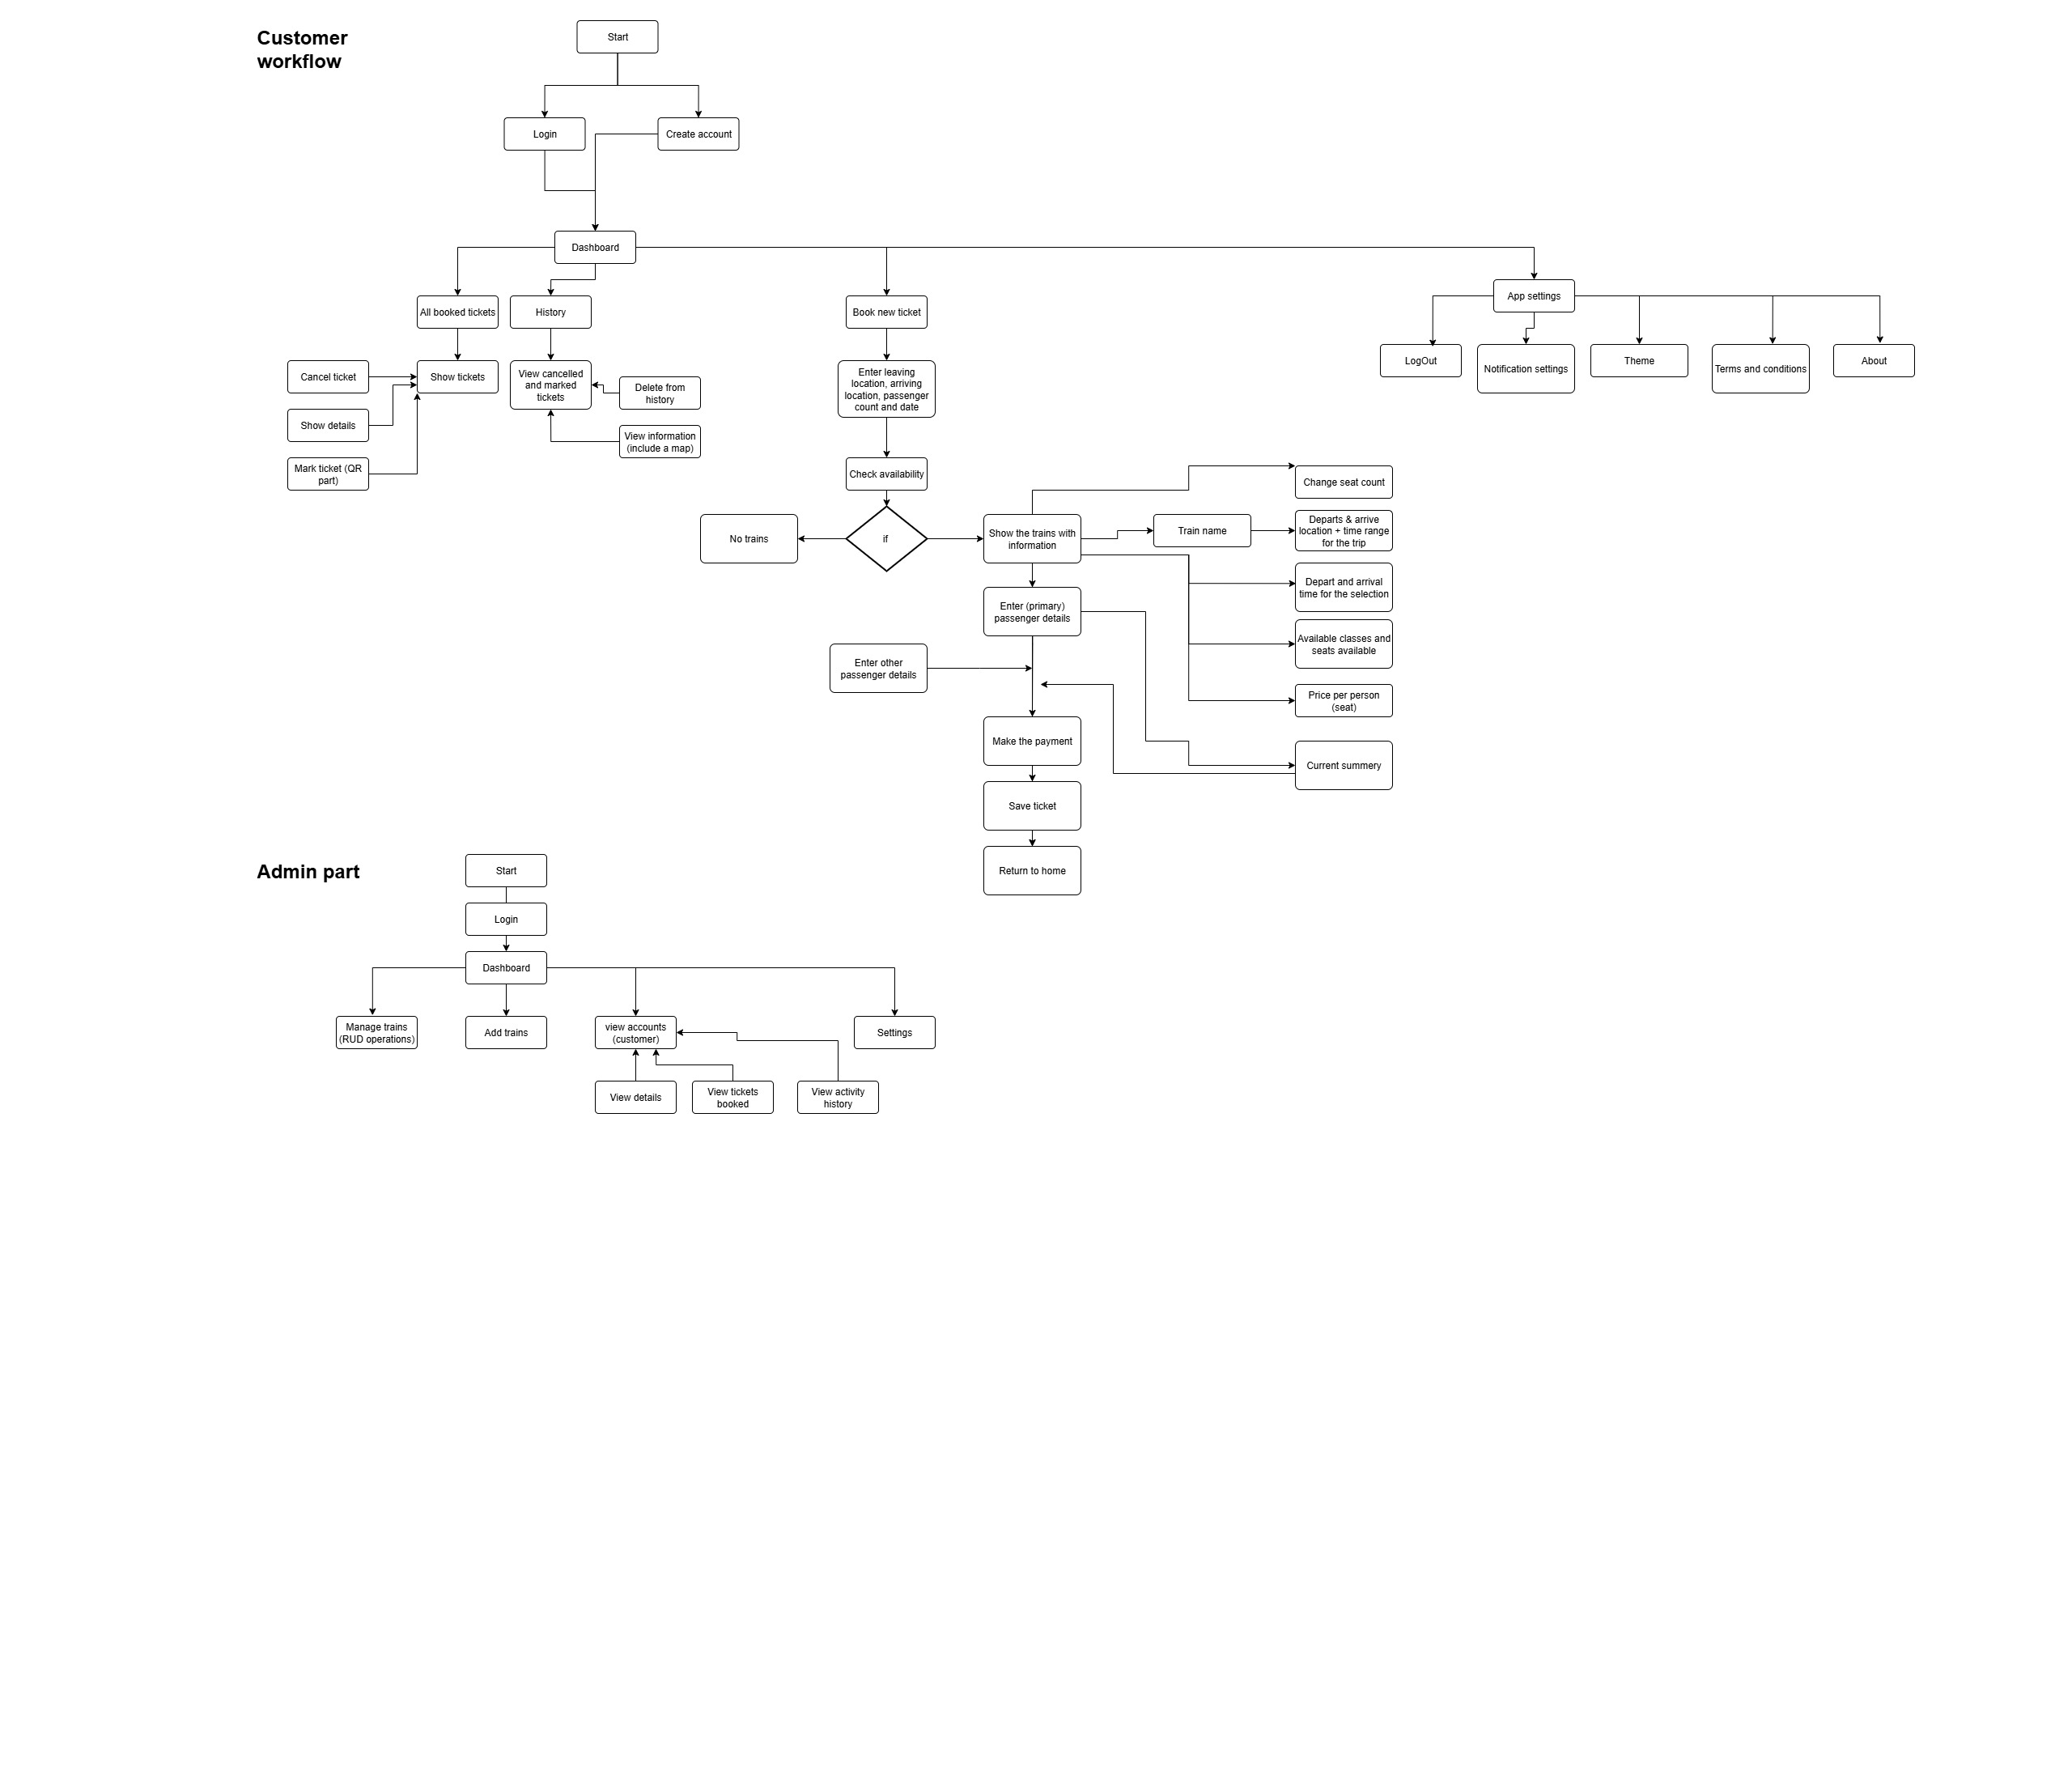 Customer
workflow
Start
Login
Create account
Dashboard
All booked tickets
History
Book new ticket
App settings
Cancel ticket
Show tickets
View cancelled
and marked
tickets
Delete from
history
Show details
View information
(include a map)
Mark ticket (QR
part)
Enter leaving
location, arriving
location, passenger
count and date
LogOut
Notification settings
Theme
Terms and conditions
About
Check availability
if
No trains
Show the trains with
information
Train name
Change seat count
Departs & arrive
location + time range
for the trip
Depart and arrival
time for the selection
Available classes and
seats available
Price per person
(seat)
Enter (primary)
passenger details
Enter other
passenger details
Make the payment
Current summery
Save ticket
Return to home
Admin part
Start
Login
Dashboard
Manage trains
(RUD operations)
Add trains
view accounts
(customer)
Settings
View details
View tickets
booked
View activity
history